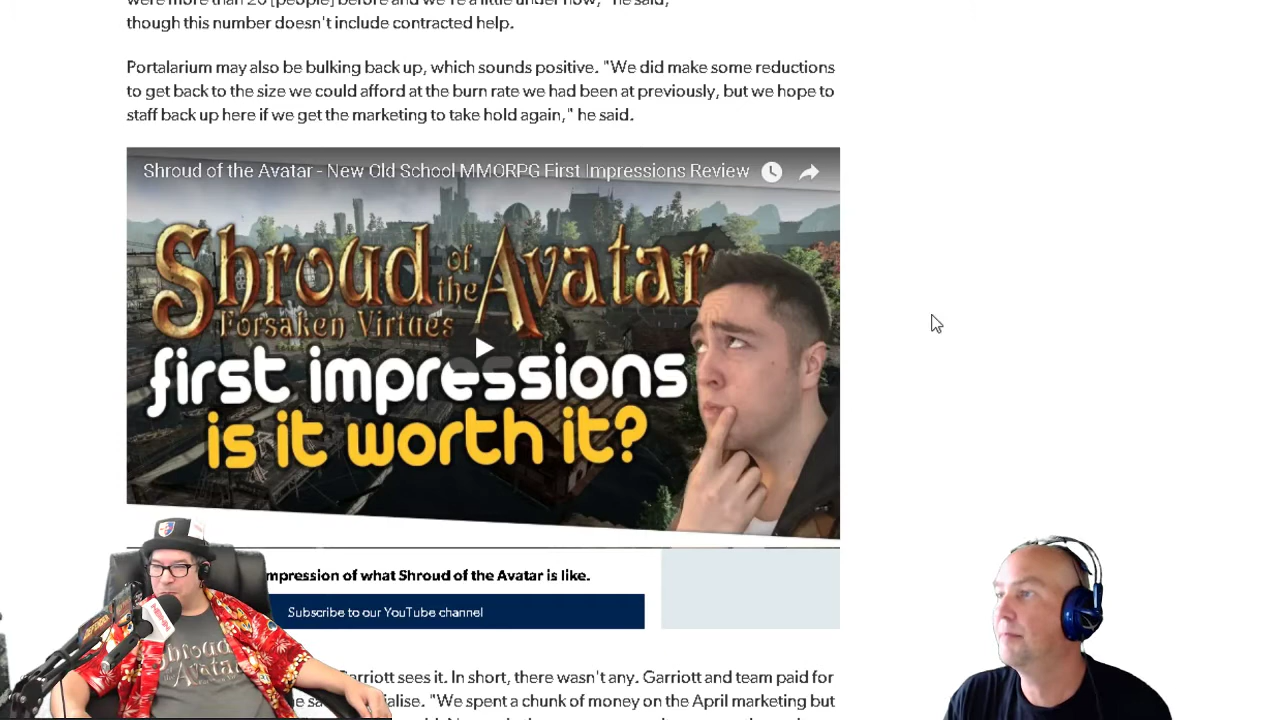 were more than 20 [people] before and we're a little under now," he said,
though this number doesn't include contracted help.
Portalarium may also be bulking back up, which sounds positive. "We did make some reductions
to get back to the size we could afford at the burn rate we had been at previously, but we hope to
staff back up here if we get the marketing to take hold again," he said.
Shroud of the Avatar - New Old School MMORPG First Impressions Review
Shroud of the Avatar
Forsaken Virtues
first impressions
is it worth it?
mpression of what Shroud of the Avatar is like.
Subscribe to our YouTube channel
Shroud
of the Avatar
Garriott sees it. In short, there wasn't any. Garriott and team paid for
alise. "We spent a chunk of money on the April marketing but